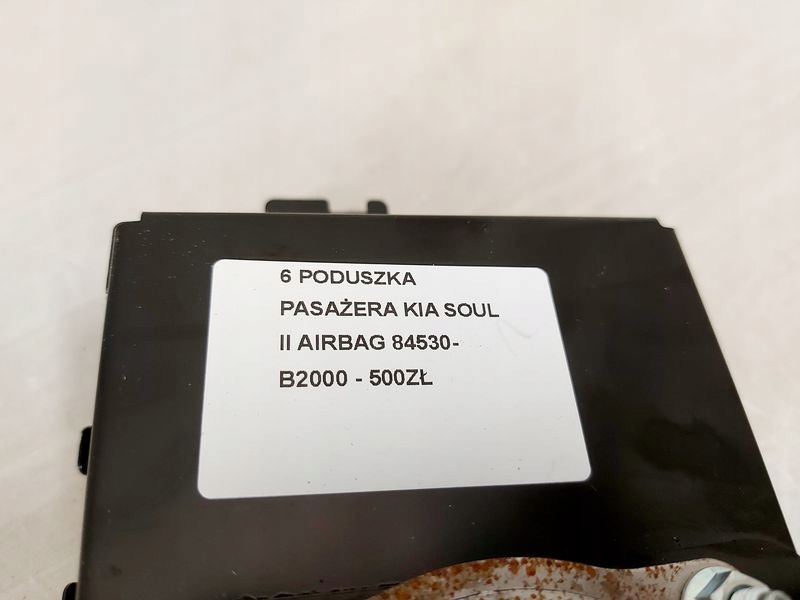 6 PODUSZKA
PASAŻERA KIA SOUL
II AIRBAG 84530-
B2000 - 500ZŁ